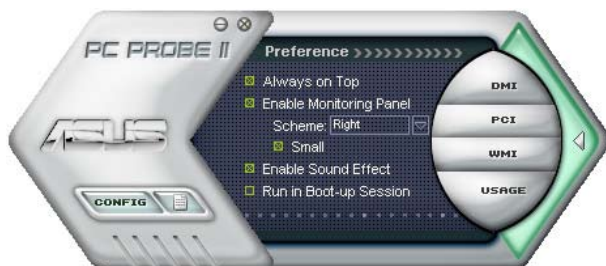 PC PROBE II
Preference >>>>>>>>>>>
Always on Top
Enable Monitoring Panel
Scheme: Right
Small
Enable Sound Effect
Run in Boot-up Session
ASUS
CONFIG
DMI
PCI
WMI
USAGE